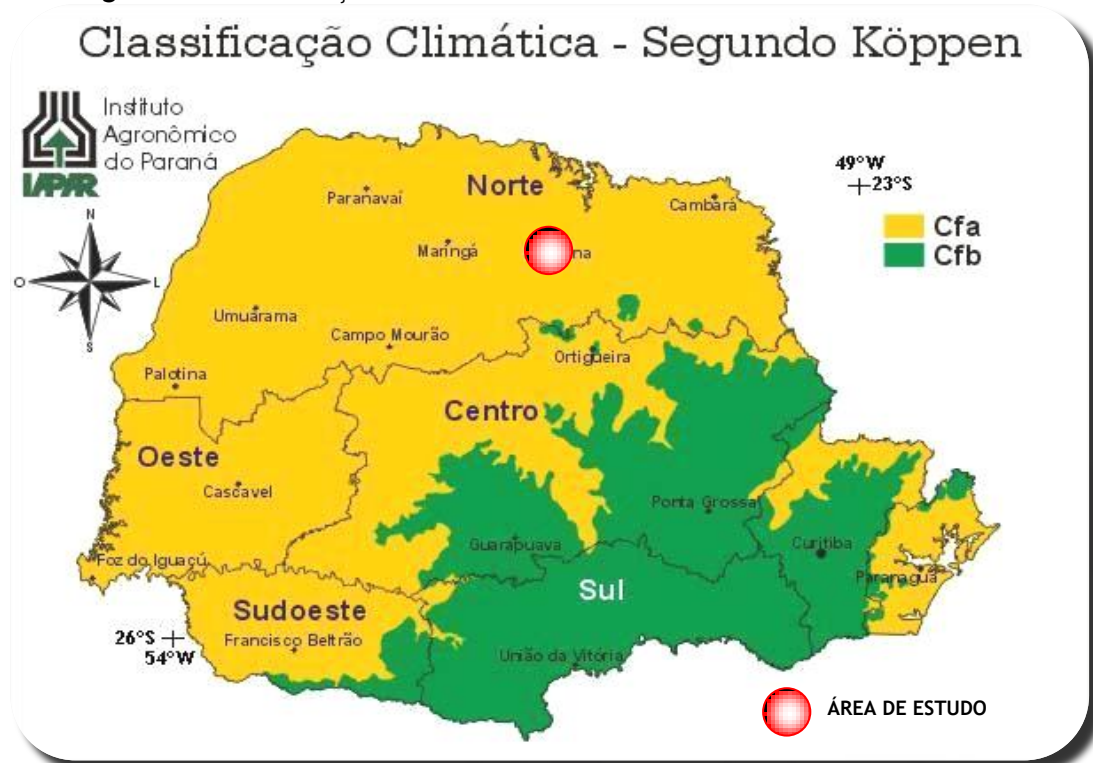 Classificação Climática - Segundo Köppen
Instituto
Agronômico
do Paraná
IAPAR
N
O
L
S
49°W
23°S
Cfa
Cfb
Norte
Paranavaí
Cambará
Maringá
na
Umuarama
Campo Mourão
Ortigueira
Palotina
Centro
Oeste
Cascavel
Ponta Grossa
Guarapuava
Curitiba
Foz do Iguaçú
Paranaguá
Sul
Sudoeste
26°S
54°W
Francisco Beltrão
União da Vitória
ÁREA DE ESTUDO